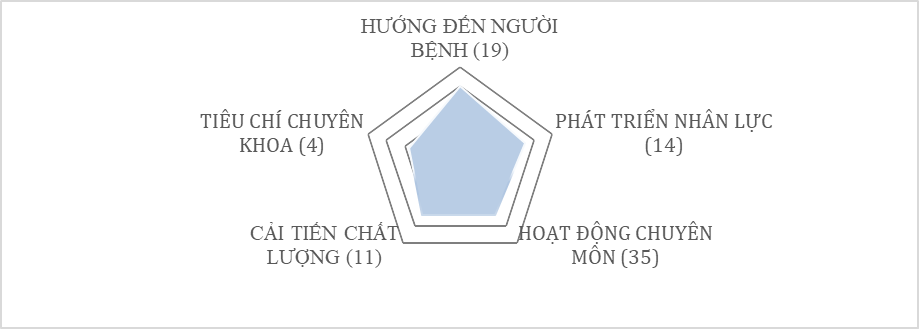 HƯỚNG ĐẾN NGƯỜI
BỆNH (19)
PHÁT TRIỂN NHÂN LỰC
(14)
HOẠT ĐỘNG CHUYÊN
MÔN (35)
CẢI TIẾN CHẤT
LƯỢNG (11)
TIÊU CHÍ CHUYÊN
KHOA (4)